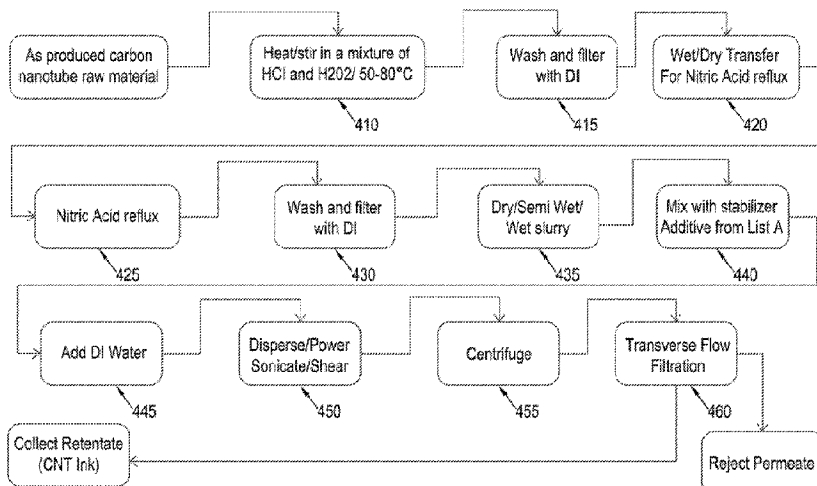 As produced carbon
nanotube raw material
Heat/stir in a mixture of
HCl and H202/ 50-80°C
410
Wash and filter
with DI
415
Wet/Dry Transfer
For Nitric Acid reflux
420
Nitric Acid reflux
425
Wash and filter
with DI
430
Dry/Semi Wet/
Wet slurry
435
Mix with stabilizer
Additive from List A
440
Add DI Water
445
Disperse/Power
Sonicate/Shear
450
Centrifuge
455
Transverse Flow
Filtration
460
Collect Retentate
(CNT Ink)
Reject Permeate